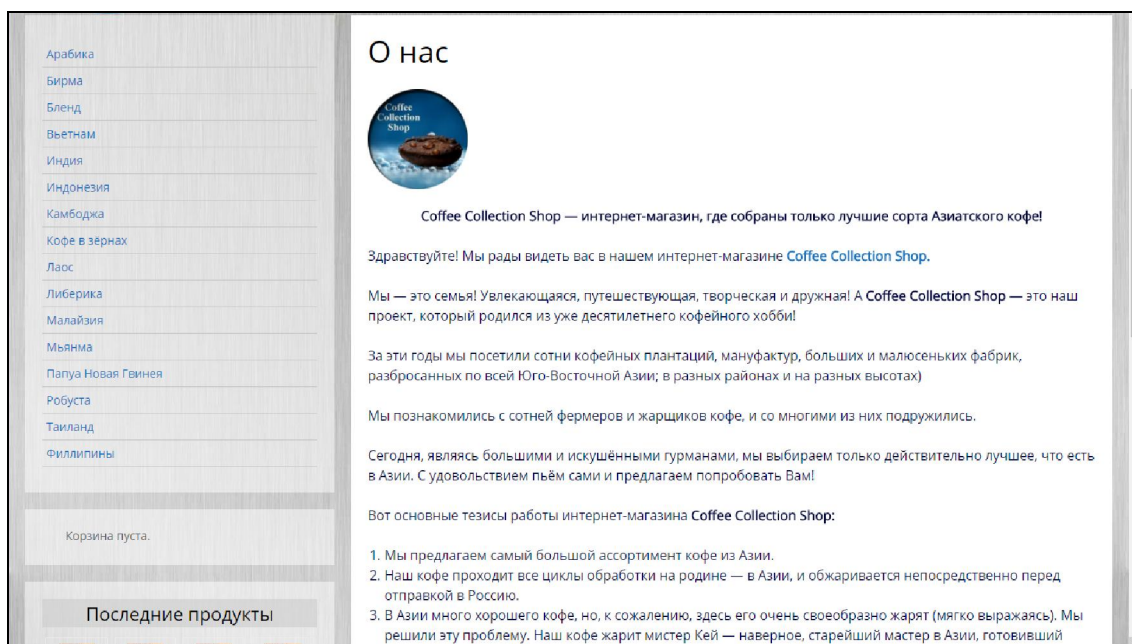 Арабика
Бирма
Бленд
Вьетнам
Индия
Индонезия
Камбоджа
Кофе в зёрнах
Лаос
Либерика
Малайзия
Мьянма
Папуа Новая Гвинея
Робуста
Таиланд
Филлипины
Корзина пуста.
Последние продукты
О нас
Coffee
Collection
Shop
Coffee Collection Shop — интернет-магазин, где собраны только лучшие сорта Азиатского кофе!
Здравствуйте! Мы рады видеть вас в нашем интернет-магазине Coffee Collection Shop.
Мы — это семья! Увлекающаяся, путешествующая, творческая и дружная! А Coffee Collection Shop — это наш
проект, который родился из уже десятилетнего кофейного хобби!
За эти годы мы посетили сотни кофейных плантаций, мануфактур, больших и малюсеньких фабрик,
разбросанных по всей Юго-Восточной Азии; в разных районах и на разных высотах)
Мы познакомились с сотней фермеров и жарщиков кофе, и со многими из них подружились.
Сегодня, являясь большими и искушёнными гурманами, мы выбираем только действительно лучшее, что есть
в Азии. С удовольствием пьём сами и предлагаем попробовать Вам!
Вот основные тезисы работы интернет-магазина Coffee Collection Shop:
1. Мы предлагаем самый большой ассортимент кофе из Азии.
2. Наш кофе проходит все циклы обработки на родине — в Азии, и обжаривается непосредственно перед
отправкой в Россию.
3. В Азии много хорошего кофе, но, к сожалению, здесь его очень своеобразно жарят (мягко выражаясь). Мы
решили эту проблему. Наш кофе жарит мистер Кей — наверное, старейший мастер в Азии, готовивший